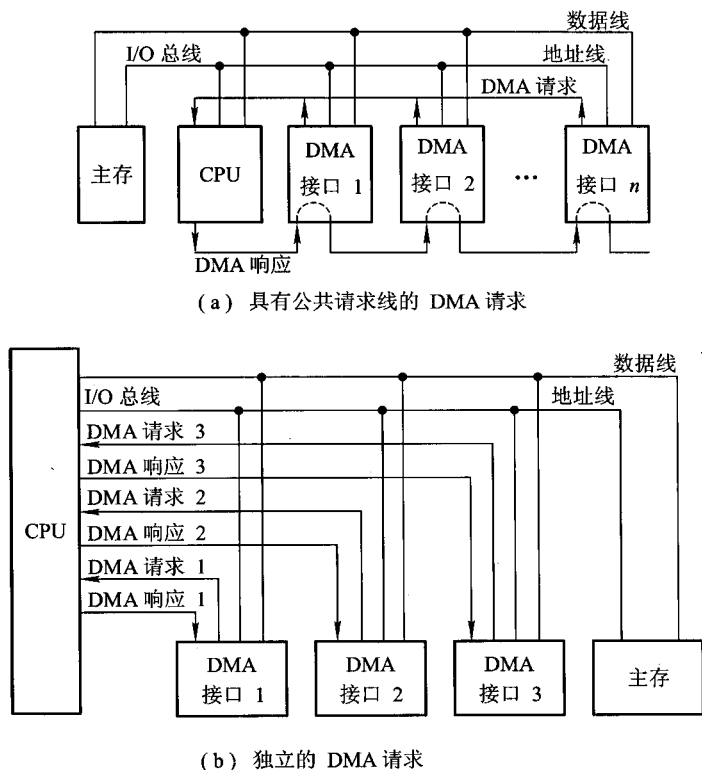 数据线
I/O 总线
地址线
DMA 请求
主存
CPU
DMA
接口 1
DMA
接口 2
…
DMA
接口 n
DMA 响应
( a ) 具有公共请求线的 DMA 请求
数据线
I/O 总线
地址线
DMA 请求 3
DMA 响应 3
DMA 请求 2
CPU
DMA 响应 2
DMA 请求 1
DMA 响应 1
DMA
接口 1
DMA
接口 2
DMA
接口 3
主存
( b ) 独立的 DMA 请求